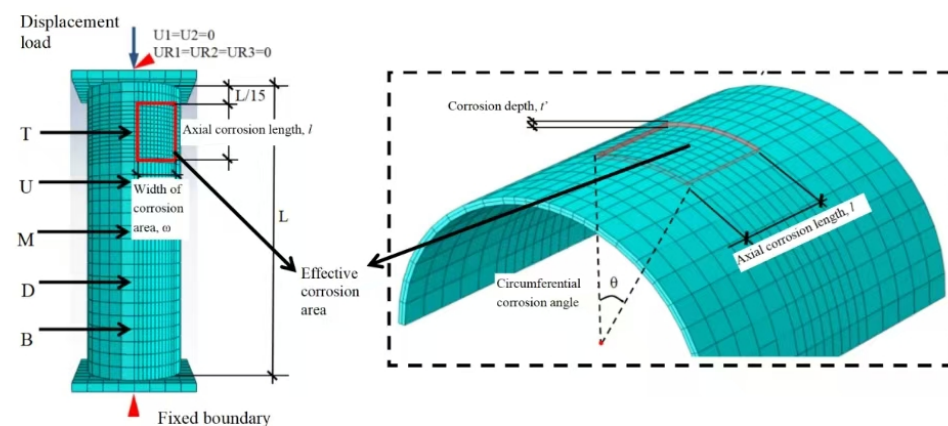 Displacement
load
U1=U2=0
UR1=UR2=UR3=0
L/15
T
Axial corrosion length, l
U
Width of
corrosion
area, ω
L
M
D
B
Effective
corrosion
area
Fixed boundary
Corrosion depth, t'
Axial corrosion length, l
Circumferential
corrosion angle
θ